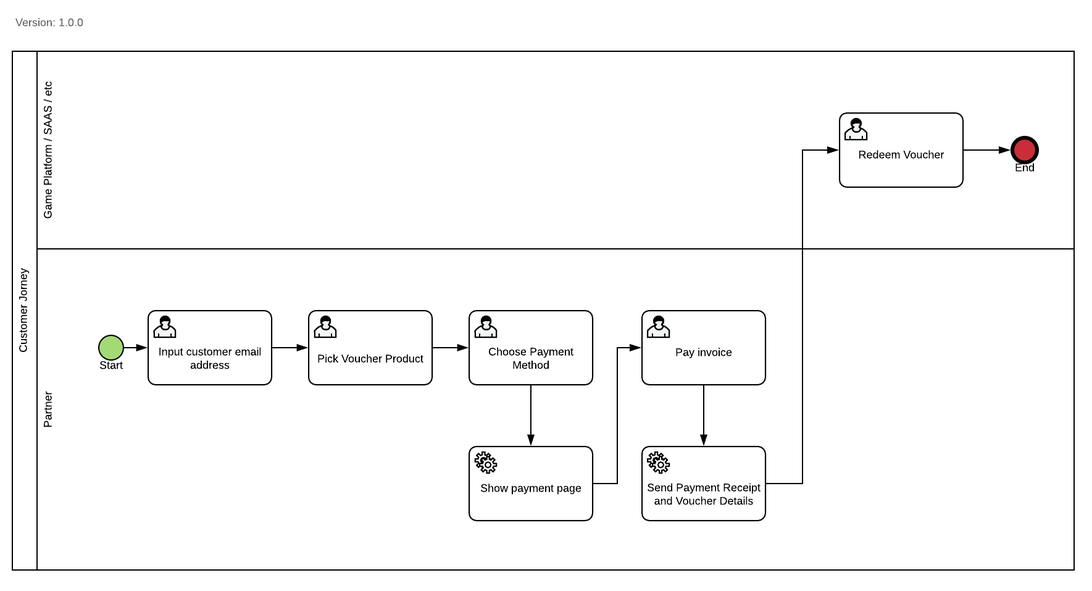 Version: 1.0.0
Customer Jorney
Game Platform / SAAS / etc
Redeem Voucher
End
Partner
Start
Input customer email
address
Pick Voucher Product
Choose Payment
Method
Show payment page
Pay invoice
Send Payment Receipt
and Voucher Details